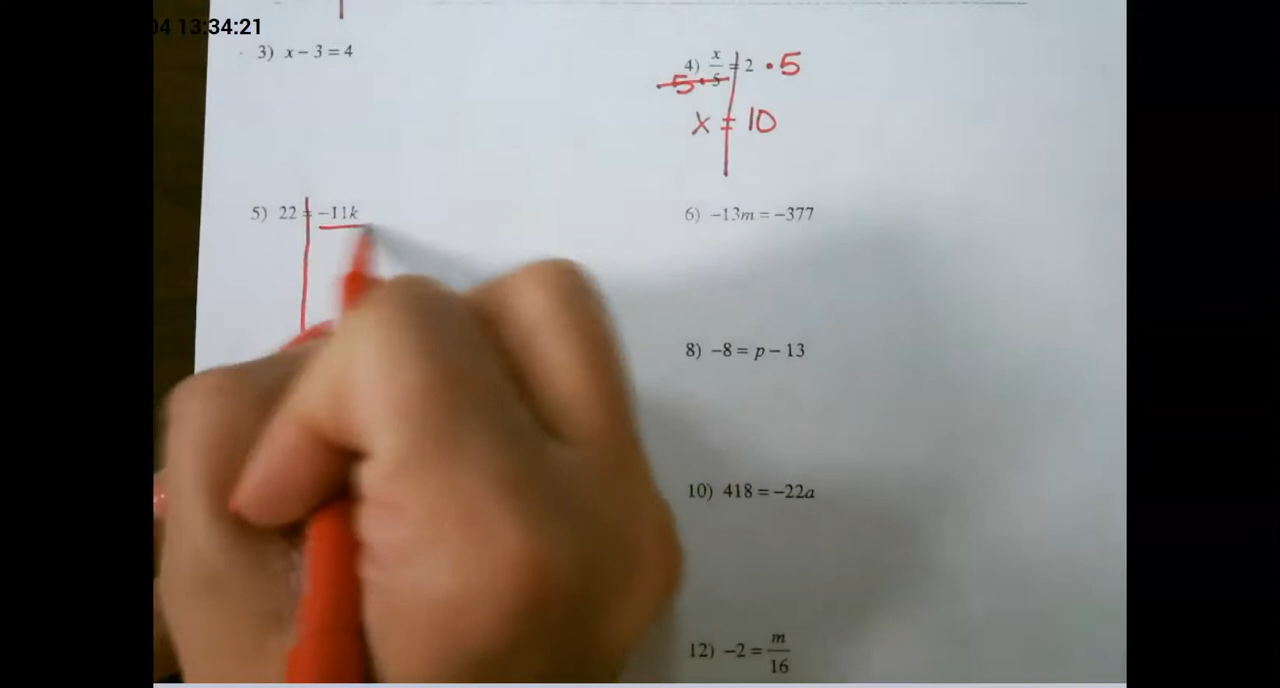 04 13:34:21
3) x − 3 = 4
4) x/5 = 2 • 5
5 •
x = 10
5) 22 = −11k
6) −13m = −377
8) −8 = p − 13
10) 418 = −22a
12) −2 = m/16